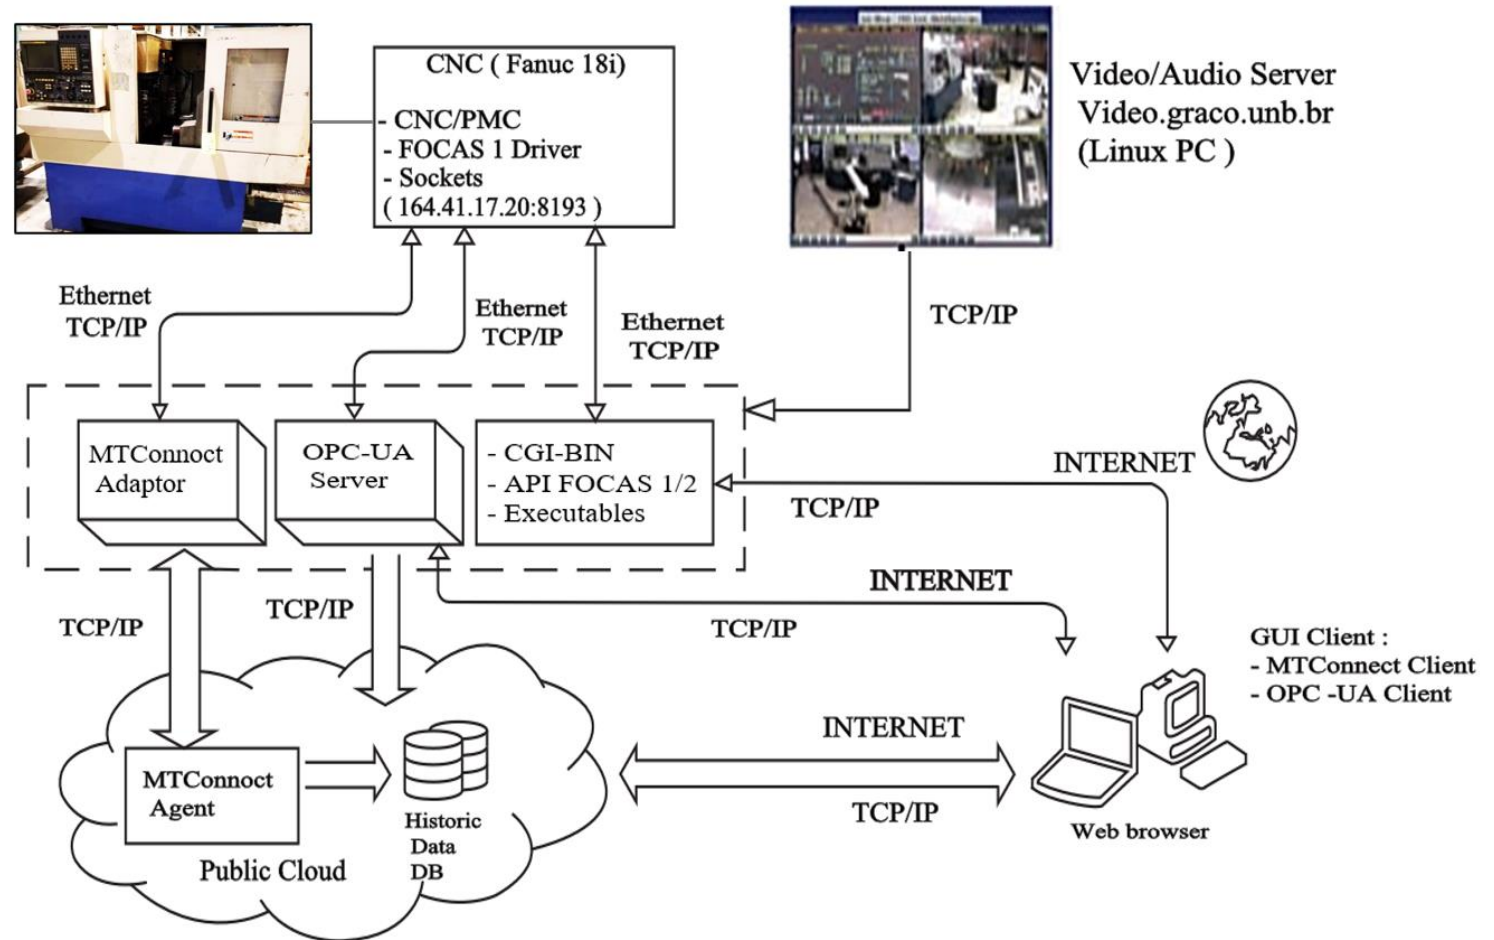 CNC ( Fanuc 18i)
- CNC/PMC
- FOCAS 1 Driver
- Sockets
( 164.41.17.20:8193 )
Video/Audio Server
Video.graco.unb.br
(Linux PC )
Ethernet
TCP/IP
Ethernet
TCP/IP
Ethernet
TCP/IP
TCP/IP
MTConnoct
Adaptor
OPC-UA
Server
- CGI-BIN
- API FOCAS 1/2
- Executables
INTERNET
TCP/IP
INTERNET
TCP/IP
TCP/IP
TCP/IP
GUI Client :
- MTConnect Client
- OPC -UA Client
MTConnoct
Agent
Historic
Data
DB
Public Cloud
INTERNET
TCP/IP
Web browser